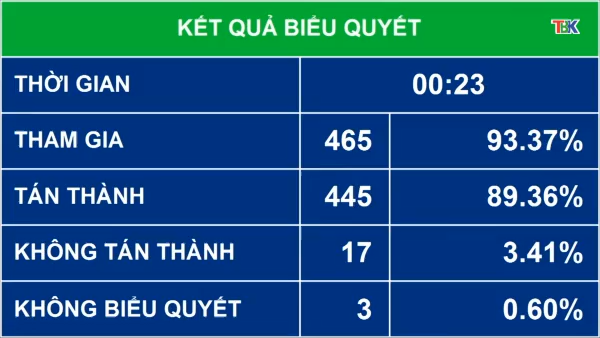 KẾT QUẢ BIỂU QUYẾT TBK
THỜI GIAN 00:23
THAM GIA 465 93.37%
TÁN THÀNH 445 89.36%
KHÔNG TÁN THÀNH 17 3.41%
KHÔNG BIỂU QUYẾT 3 0.60%